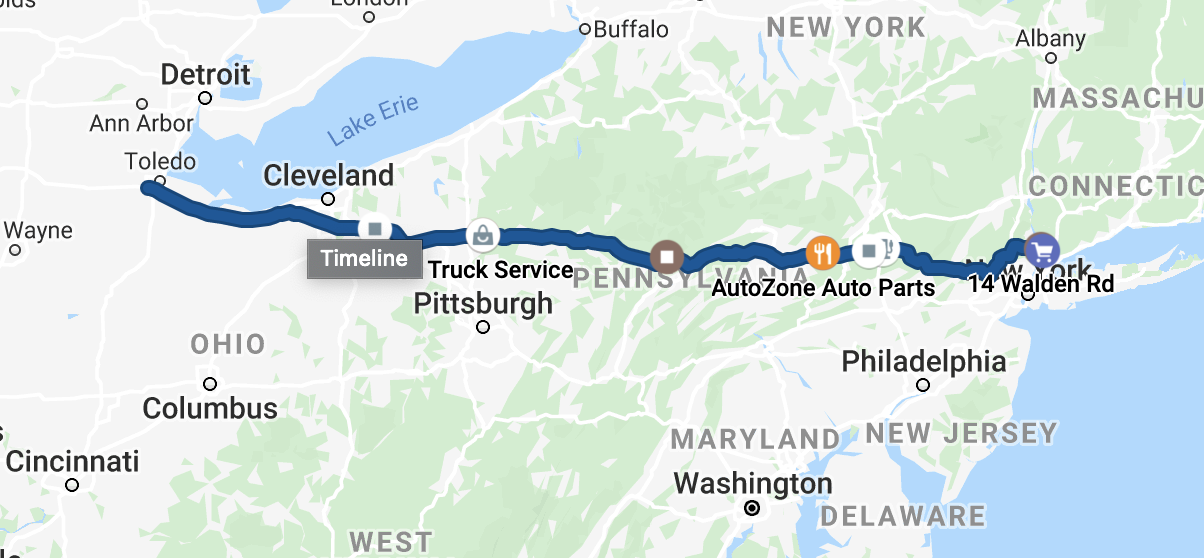 London
Buffalo
NEW YORK
Albany
Detroit
MASSACHU
Ann Arbor
Lake Erie
Toledo
Cleveland
CONNECTIC
Wayne
Timeline
Truck Service
PENNSYLVANIA
New York
AutoZone Auto Parts
14 Walden Rd
Pittsburgh
OHIO
Philadelphia
Columbus
MARYLAND
NEW JERSEY
Cincinnati
Washington
DELAWARE
WEST